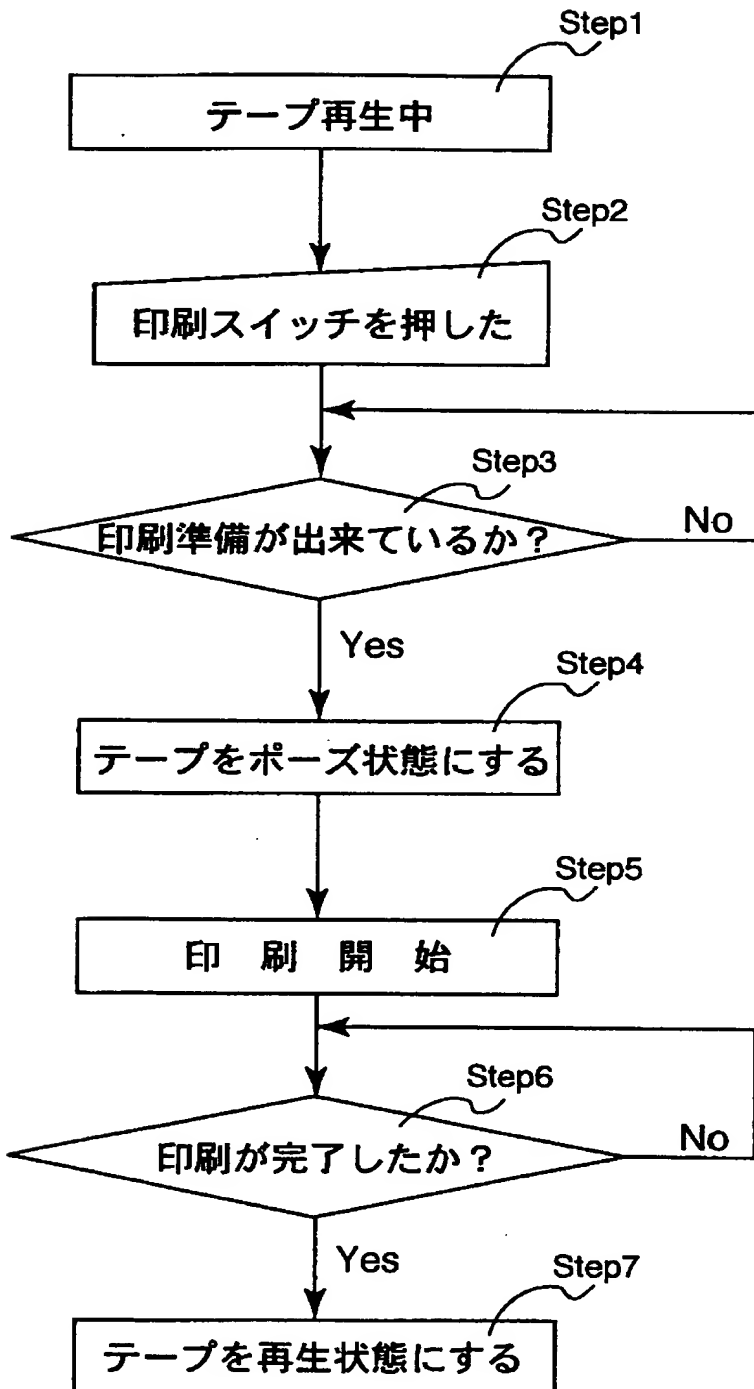 Step1
テープ再生中
Step2
印刷スイッチを押した
Step3
印刷準備が出来ているか？
No
Yes
Step4
テープをポーズ状態にする
Step5
印 刷 開 始
Step6
印刷が完了したか？
No
Yes
Step7
テープを再生状態にする